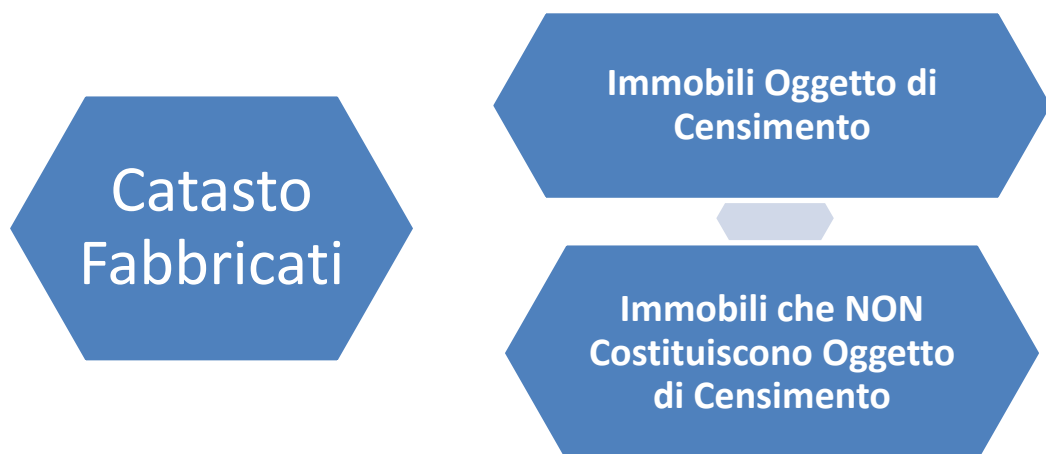 Catasto
Fabbricati
Immobili Oggetto di
Censimento
Immobili che NON
Costituiscono Oggetto
di Censimento